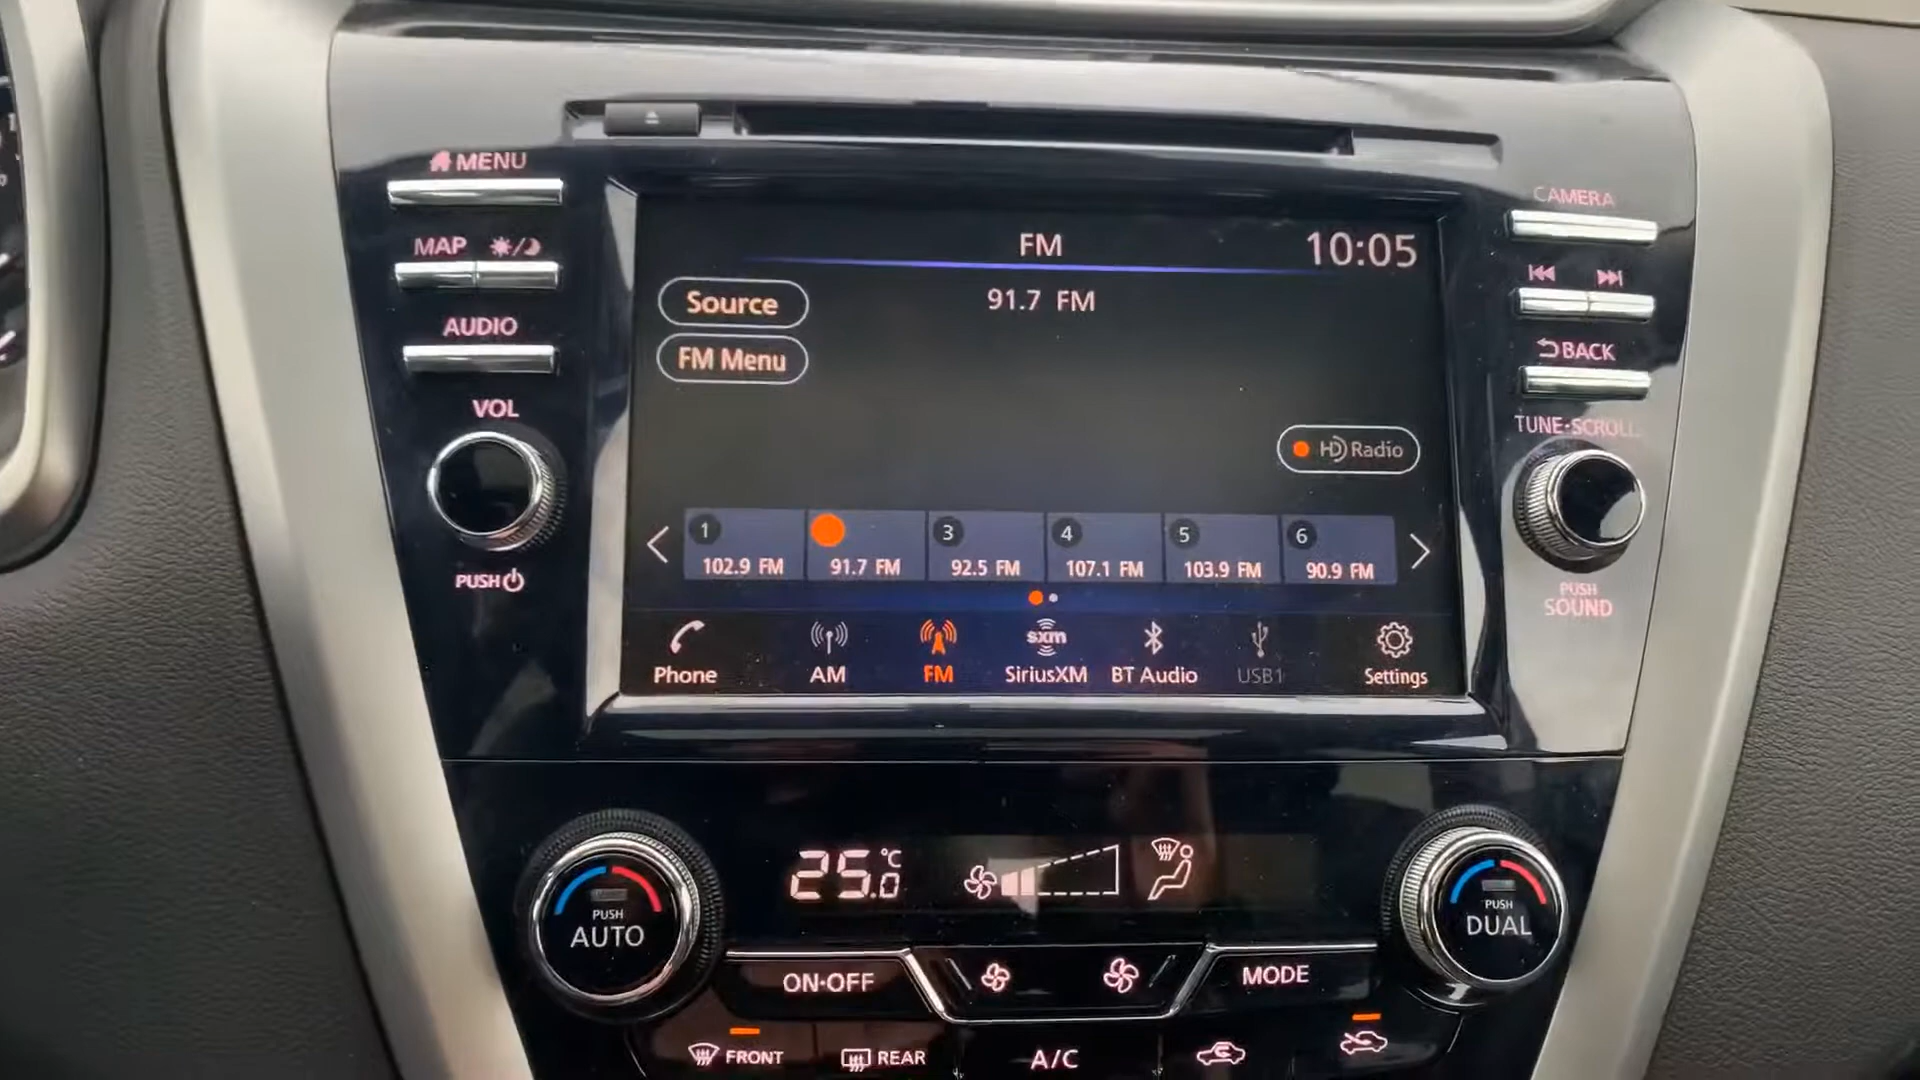 MENU
MAP
AUDIO
VOL
PUSH
FM
10:05
Source
91.7 FM
FM Menu
HD Radio
1
3
4
5
6
102.9 FM
91.7 FM
92.5 FM
107.1 FM
103.9 FM
90.9 FM
Phone
AM
FM
sxm
SiriusXM
BT Audio
USB1
Settings
CAMERA
BACK
TUNE·SCROLL
PUSH
SOUND
25.0 °C
PUSH
AUTO
PUSH
DUAL
ON·OFF
MODE
FRONT
REAR
A/C